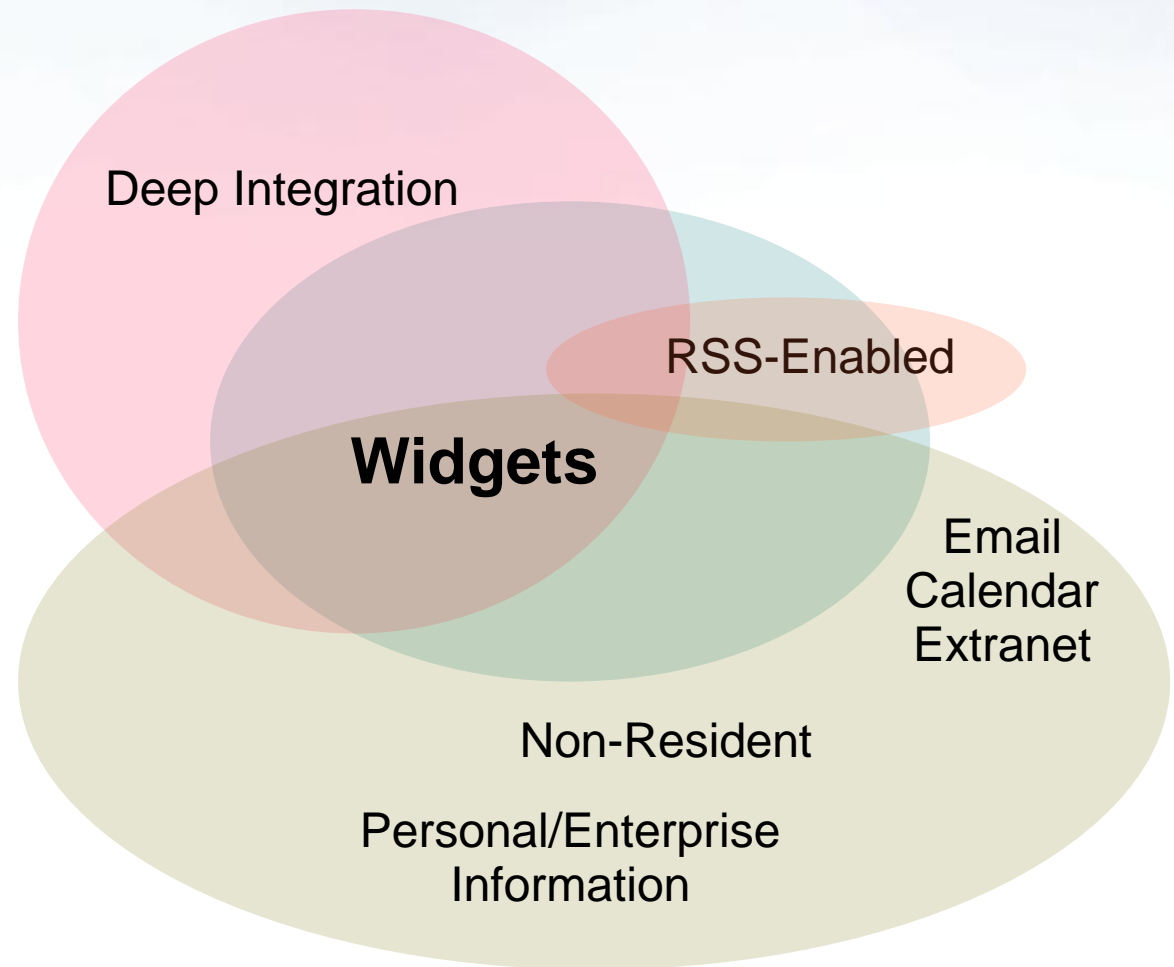 Deep Integration
RSS-Enabled
Widgets
Email
Calendar
Extranet
Non-Resident
Personal/Enterprise
Information